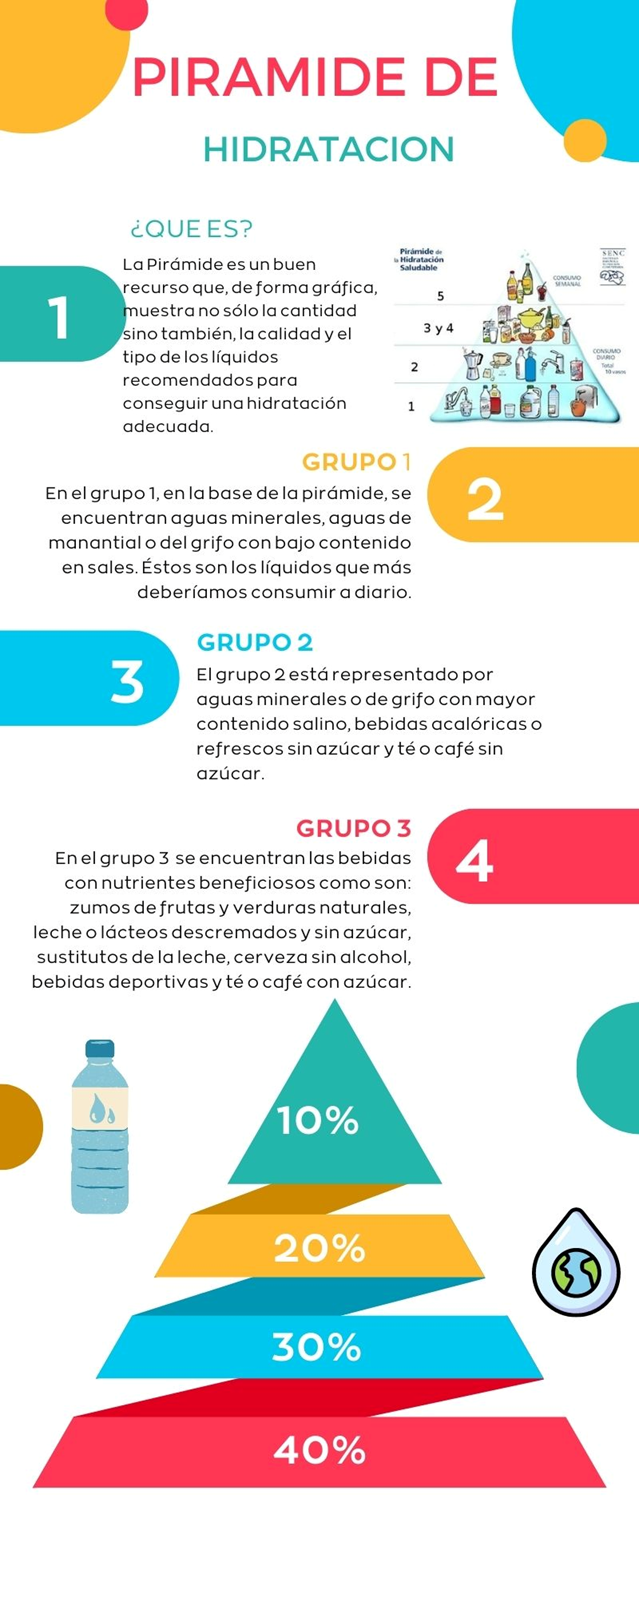 PIRAMIDE DE
HIDRATACION
¿QUE ES?
La Pirámide es un buen
recurso que, de forma gráfica,
muestra no sólo la cantidad
sino también, la calidad y el
tipo de los líquidos
recomendados para
conseguir una hidratación
adecuada.
1
Pirámide de
la Hidratación
Saludable
SENC
5
CONSUMO
SEMANAL
3 y 4
2
CONSUMO
DIARIO
Total
10 vasos
1
GRUPO 1
En el grupo 1, en la base de la pirámide, se
encuentran aguas minerales, aguas de
manantial o del grifo con bajo contenido
en sales. Éstos son los líquidos que más
deberíamos consumir a diario.
2
3
GRUPO 2
El grupo 2 está representado por
aguas minerales o de grifo con mayor
contenido salino, bebidas acalóricas o
refrescos sin azúcar y té o café sin
azúcar.
GRUPO 3
En el grupo 3 se encuentran las bebidas
con nutrientes beneficiosos como son:
zumos de frutas y verduras naturales,
leche o lácteos descremados y sin azúcar,
sustitutos de la leche, cerveza sin alcohol,
bebidas deportivas y té o café con azúcar.
4
10%
20%
30%
40%